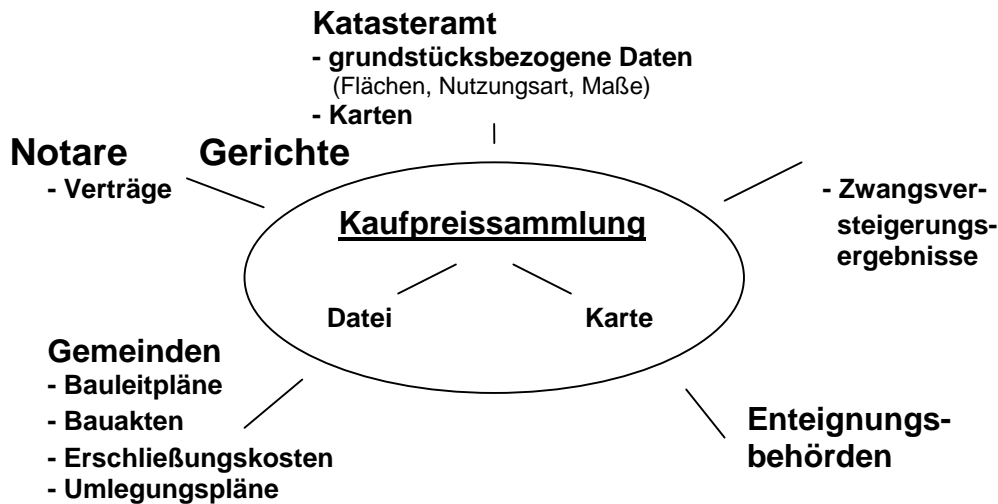 Katasteramt
- grundstücksbezogene Daten
(Flächen, Nutzungsart, Maße)
- Karten
Notare Gerichte
- Verträge
- Zwangsver-
steigerungs-
ergebnisse
Kaufpreissammlung
Datei Karte
Gemeinden
- Bauleitpläne
- Bauakten
- Erschließungskosten
- Umlegungspläne
Enteignungs-
behörden